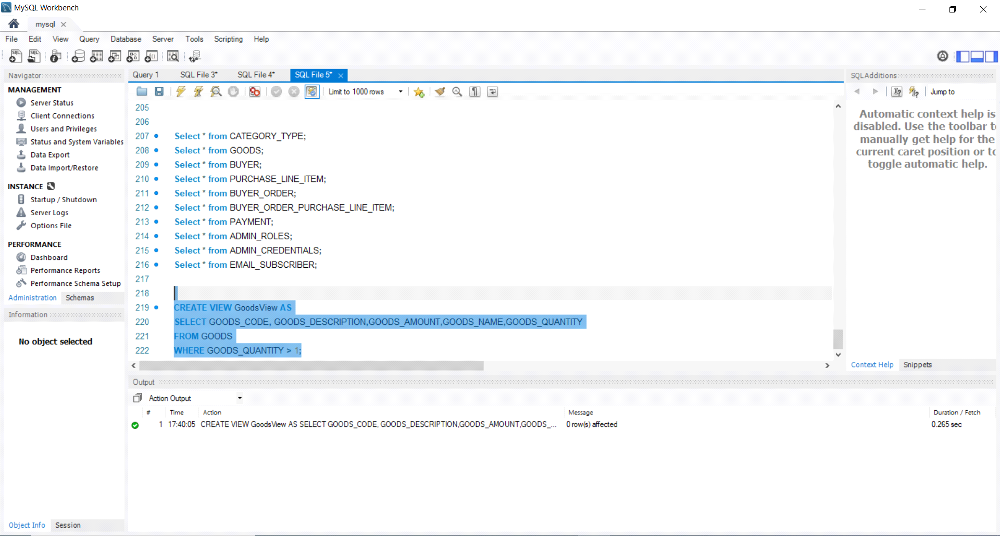 MySQL Workbench
mysql
File Edit View Query Database Server Tools Scripting Help
Navigator
MANAGEMENT
Server Status
Client Connections
Users and Privileges
Status and System Variables
Data Export
Data Import/Restore
INSTANCE
Startup / Shutdown
Server Logs
Options File
PERFORMANCE
Dashboard
Performance Reports
Performance Schema Setup
Administration Schemas
Information
No object selected
Object Info Session
Query 1 SQL File 3* SQL File 4* SQL File 5*
Limit to 1000 rows
205
206
207 Select * from CATEGORY_TYPE;
208 Select * from GOODS;
209 Select * from BUYER;
210 Select * from PURCHASE_LINE_ITEM;
211 Select * from BUYER_ORDER;
212 Select * from BUYER_ORDER_PURCHASE_LINE_ITEM;
213 Select * from PAYMENT;
214 Select * from ADMIN_ROLES;
215 Select * from ADMIN_CREDENTIALS;
216 Select * from EMAIL_SUBSCRIBER;
217
218
219 CREATE VIEW GoodsView AS
220 SELECT GOODS_CODE, GOODS_DESCRIPTION,GOODS_AMOUNT,GOODS_NAME,GOODS_QUANTITY
221 FROM GOODS
222 WHERE GOODS_QUANTITY > 1;
SQLAdditions
Jump to
Automatic context help is
disabled. Use the toolbar t
manually get help for the
current caret position or to
toggle automatic help.
Context Help Snippets
Output
Action Output
# Time Action Message Duration / Fetch
1 17:40:05 CREATE VIEW GoodsView AS SELECT GOODS_CODE, GOODS_DESCRIPTION,GOODS_AMOUNT,GOODS_... 0 row(s) affected 0.265 sec